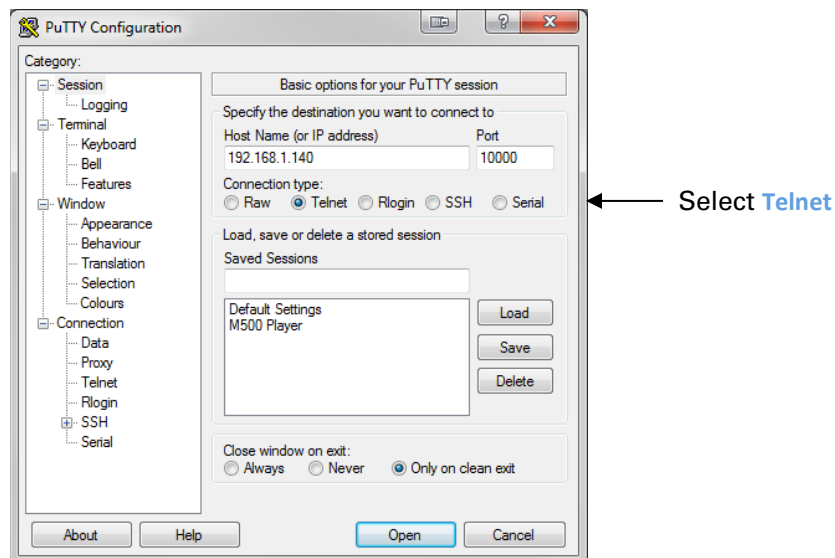 PuTTY Configuration
Category:
Session
Logging
Terminal
Keyboard
Bell
Features
Window
Appearance
Behaviour
Translation
Selection
Colours
Connection
Data
Proxy
Telnet
Rlogin
SSH
Serial
Basic options for your PuTTY session
Specify the destination you want to connect to
Host Name (or IP address) Port
192.168.1.140 10000
Connection type:
Raw Telnet Rlogin SSH Serial
Load, save or delete a stored session
Saved Sessions
Default Settings
M500 Player
Load
Save
Delete
Close window on exit:
Always Never Only on clean exit
About Help Open Cancel
Select Telnet